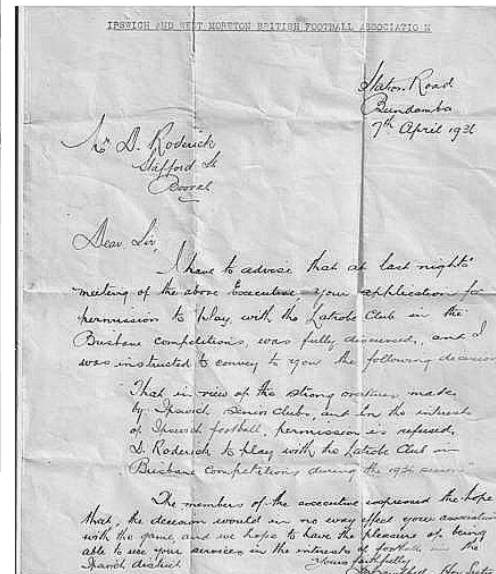 IPSWICH AND WEST MORETON BRITISH FOOTBALL ASSOCIATION
Station Road
Bundamba
7th April 1936
Mr D. Roderick
Stafford St
Booval
Dear Sir,
I have to advise that at last nights
meeting of the above Executive, your application for
permission to play with the Latrobe Club in the
Brisbane competitions, was fully discussed, and I
was instructed to convey to you the following decision
"That in view of the strong made
by Ipswich Senior clubs, and in the interests
of Ipswich football, permission is refused
D. Roderick to play with the Latrobe Club in
Brisbane Competitions during the 1936 season"
The members of the executive expressed the hope
that, the decision would in no way effect your association
with the game, and we hope to have the pleasure of being
able to use your services in the interests of football in the
Ipswich district
Yours faithfully
Hon Secty